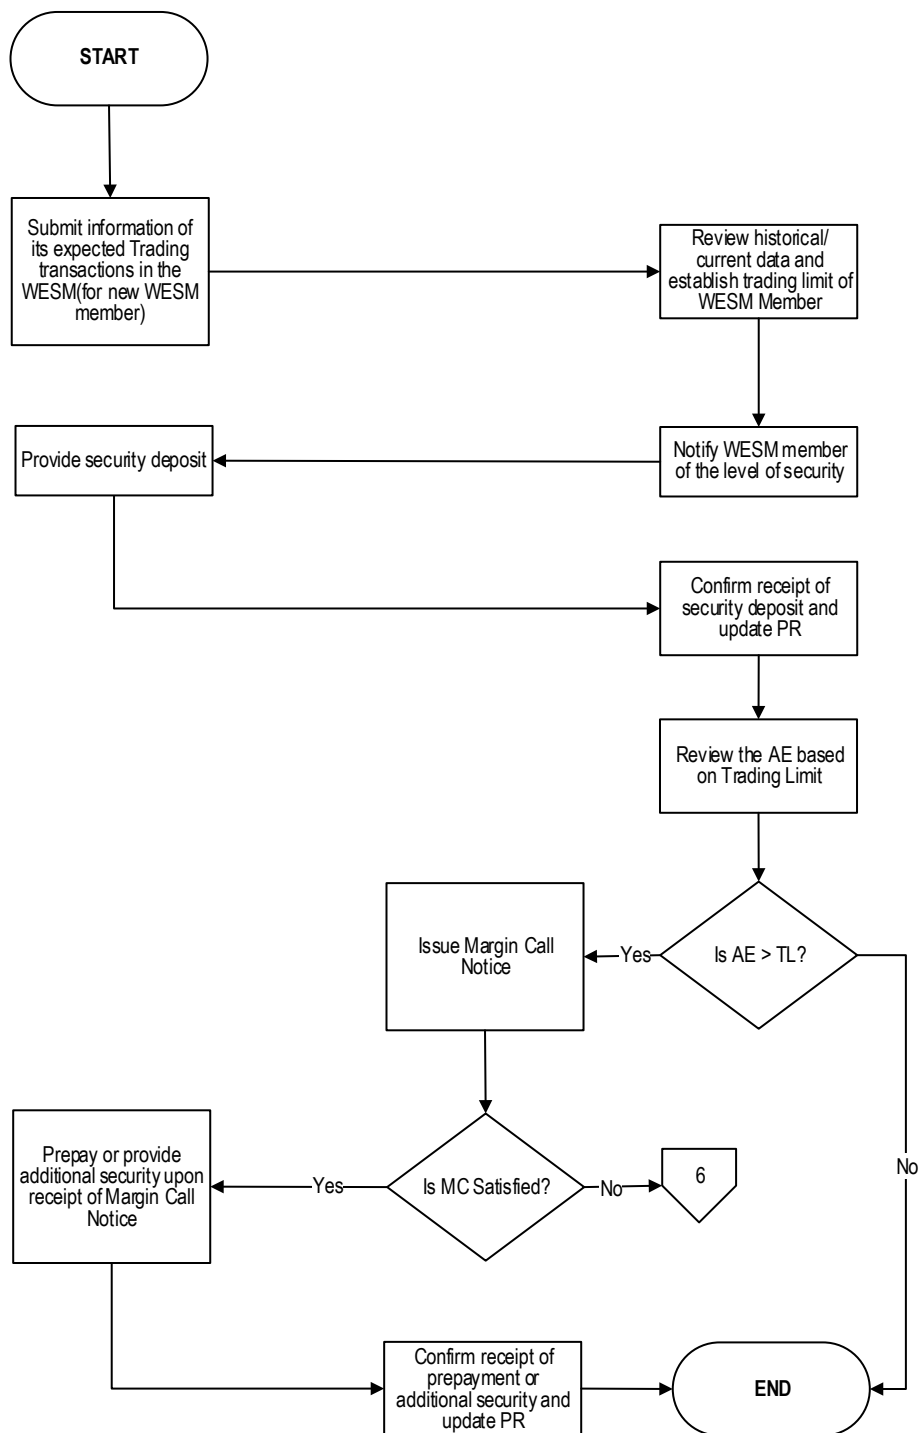 START
Submit information of
its expected Trading
transactions in the
WESM(for new WESM
member)
Review historical/
current data and
establish trading limit of
WESM Member
Provide security deposit
Notify WESM member
of the level of security
Confirm receipt of
security deposit and
update PR
Review the AE based
on Trading Limit
Issue Margin Call
Notice
Yes
Is AE > TL?
No
Prepay or provide
additional security upon
receipt of Margin Call
Notice
Yes
Is MC Satisfied?
No
6
Confirm receipt of
prepayment or
additional security and
update PR
END